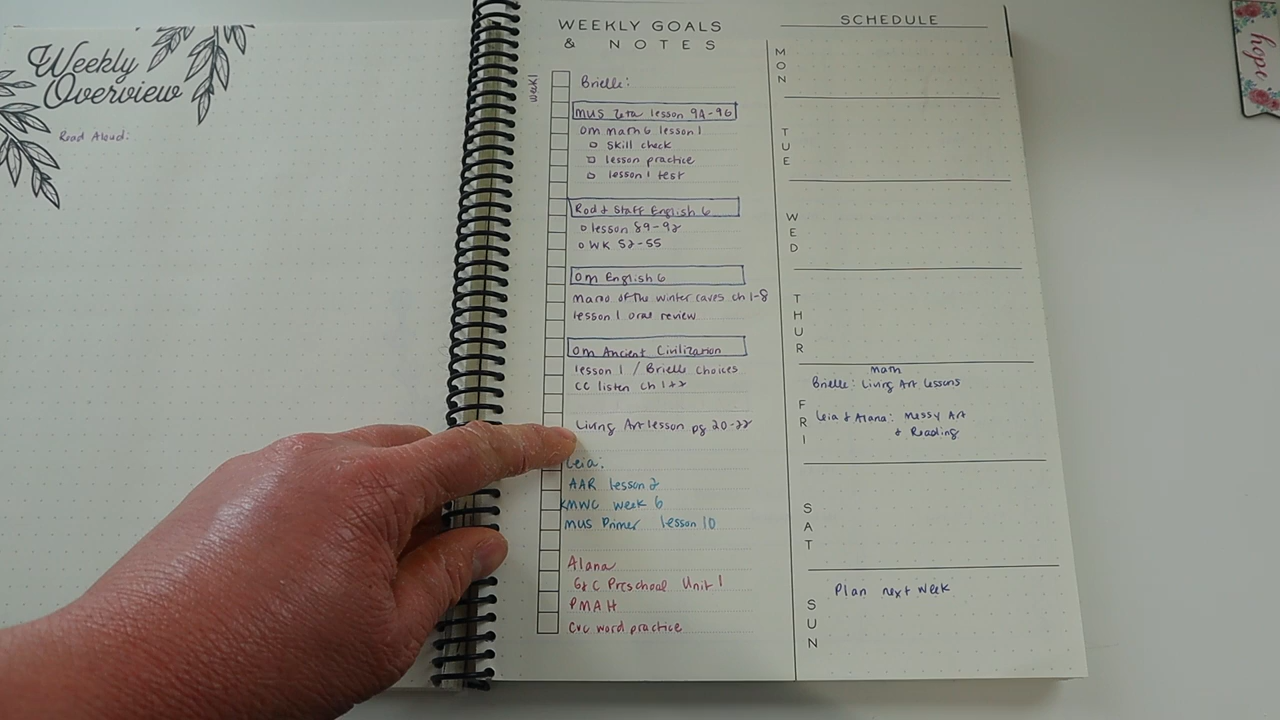 Weekly
Overview
Read Aloud:
WEEKLY GOALS
& NOTES
week 1
Brielle:
MUS Zeta lesson 9A-9G
OM math 6 lesson 1
skill check
lesson practice
lesson 1 test
Rod & Staff English 6
lesson 89-92
WK 52-55
OM English 6
Maroo of the winter caves ch 1-8
lesson 1 oral review
OM Ancient Civilization
lesson 1 / Brielle choices
CC listen ch 1+2
Living Art lesson pg 20-22
Leia:
AAR lesson 2
KMWC week 6
MUS Primer lesson 10
Alana
G&C Preschool Unit 1
PMAH
CVC word practice
SCHEDULE
MON
TUE
WED
THUR
FRI
math
Brielle: Living Art Lessons
Leia & Alana: Messy Art
& Reading
SAT
SUN
Plan next week
hope